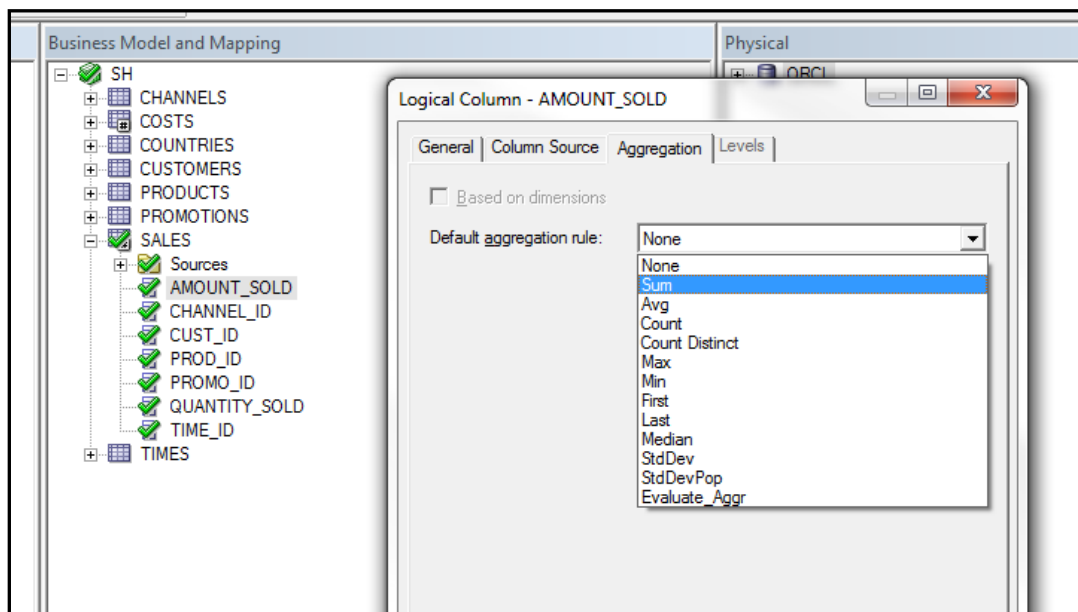 Business Model and Mapping
Physical
SH
CHANNELS
COSTS
COUNTRIES
CUSTOMERS
PRODUCTS
PROMOTIONS
SALES
Sources
AMOUNT_SOLD
CHANNEL_ID
CUST_ID
PROD_ID
PROMO_ID
QUANTITY_SOLD
TIME_ID
TIMES
ORCL
Logical Column - AMOUNT_SOLD
General Column Source Aggregation Levels
Based on dimensions
Default aggregation rule: None
None
Sum
Avg
Count
Count Distinct
Max
Min
First
Last
Median
StdDev
StdDevPop
Evaluate_Aggr